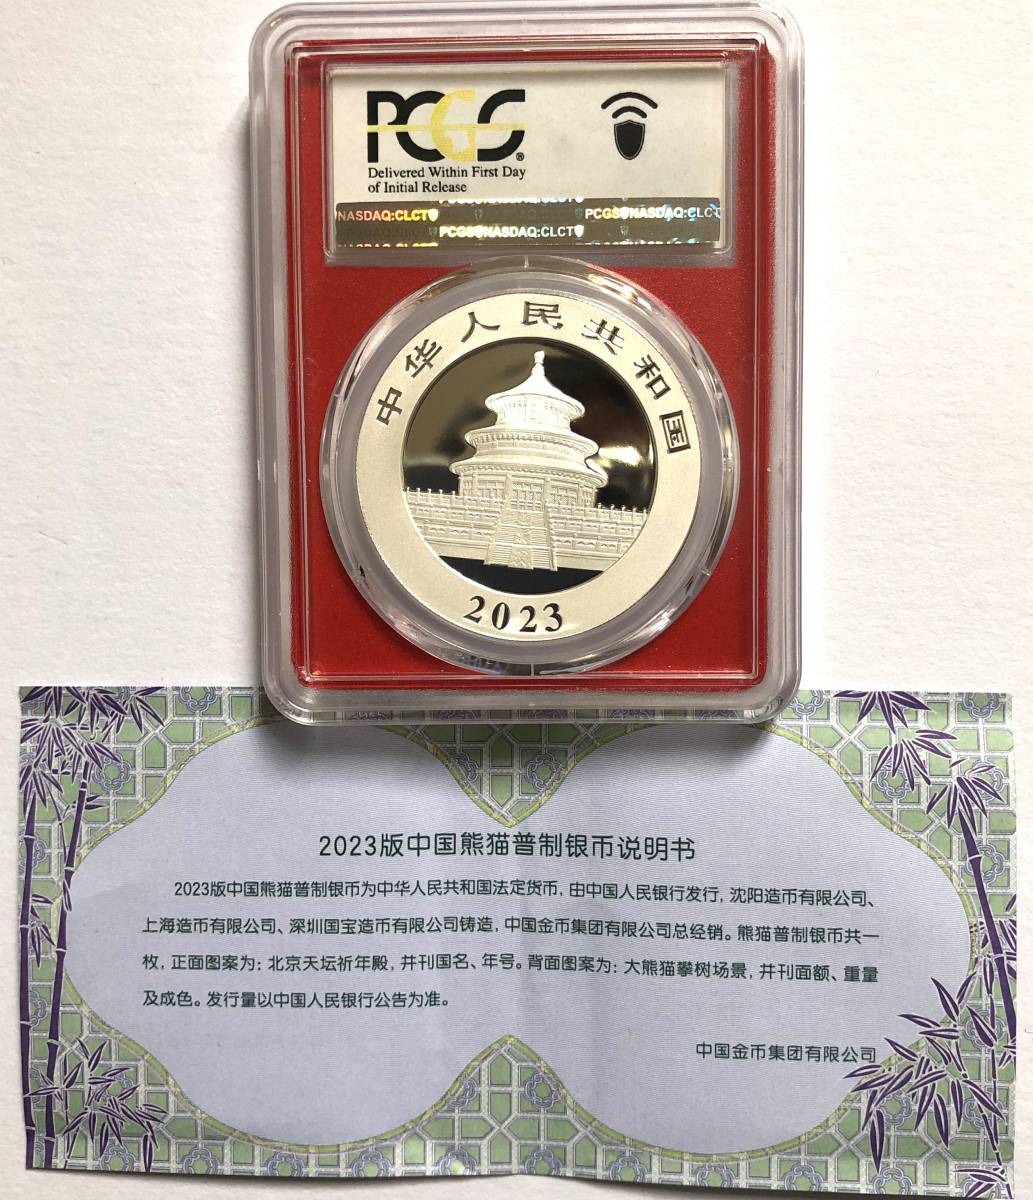 PCGS®
Delivered Within First Day
of Initial Release
NASDAQ:CLCT PCGS NASDAQ:CLCT
PCGS NASDAQ:CLCT
中华人民共和国
2023
2023版中国熊猫普制银币说明书
2023版中国熊猫普制银币为中华人民共和国法定货币，由中国人民银行发行，沈阳造币有限公司、
上海造币有限公司、深圳国宝造币有限公司铸造，中国金币集团有限公司总经销。熊猫普制银币共一
枚，正面图案为：北京天坛祈年殿，并刊国名、年号。背面图案为：大熊猫攀树场景，并刊面额、重量
及成色。发行量以中国人民银行公告为准。
中国金币集团有限公司